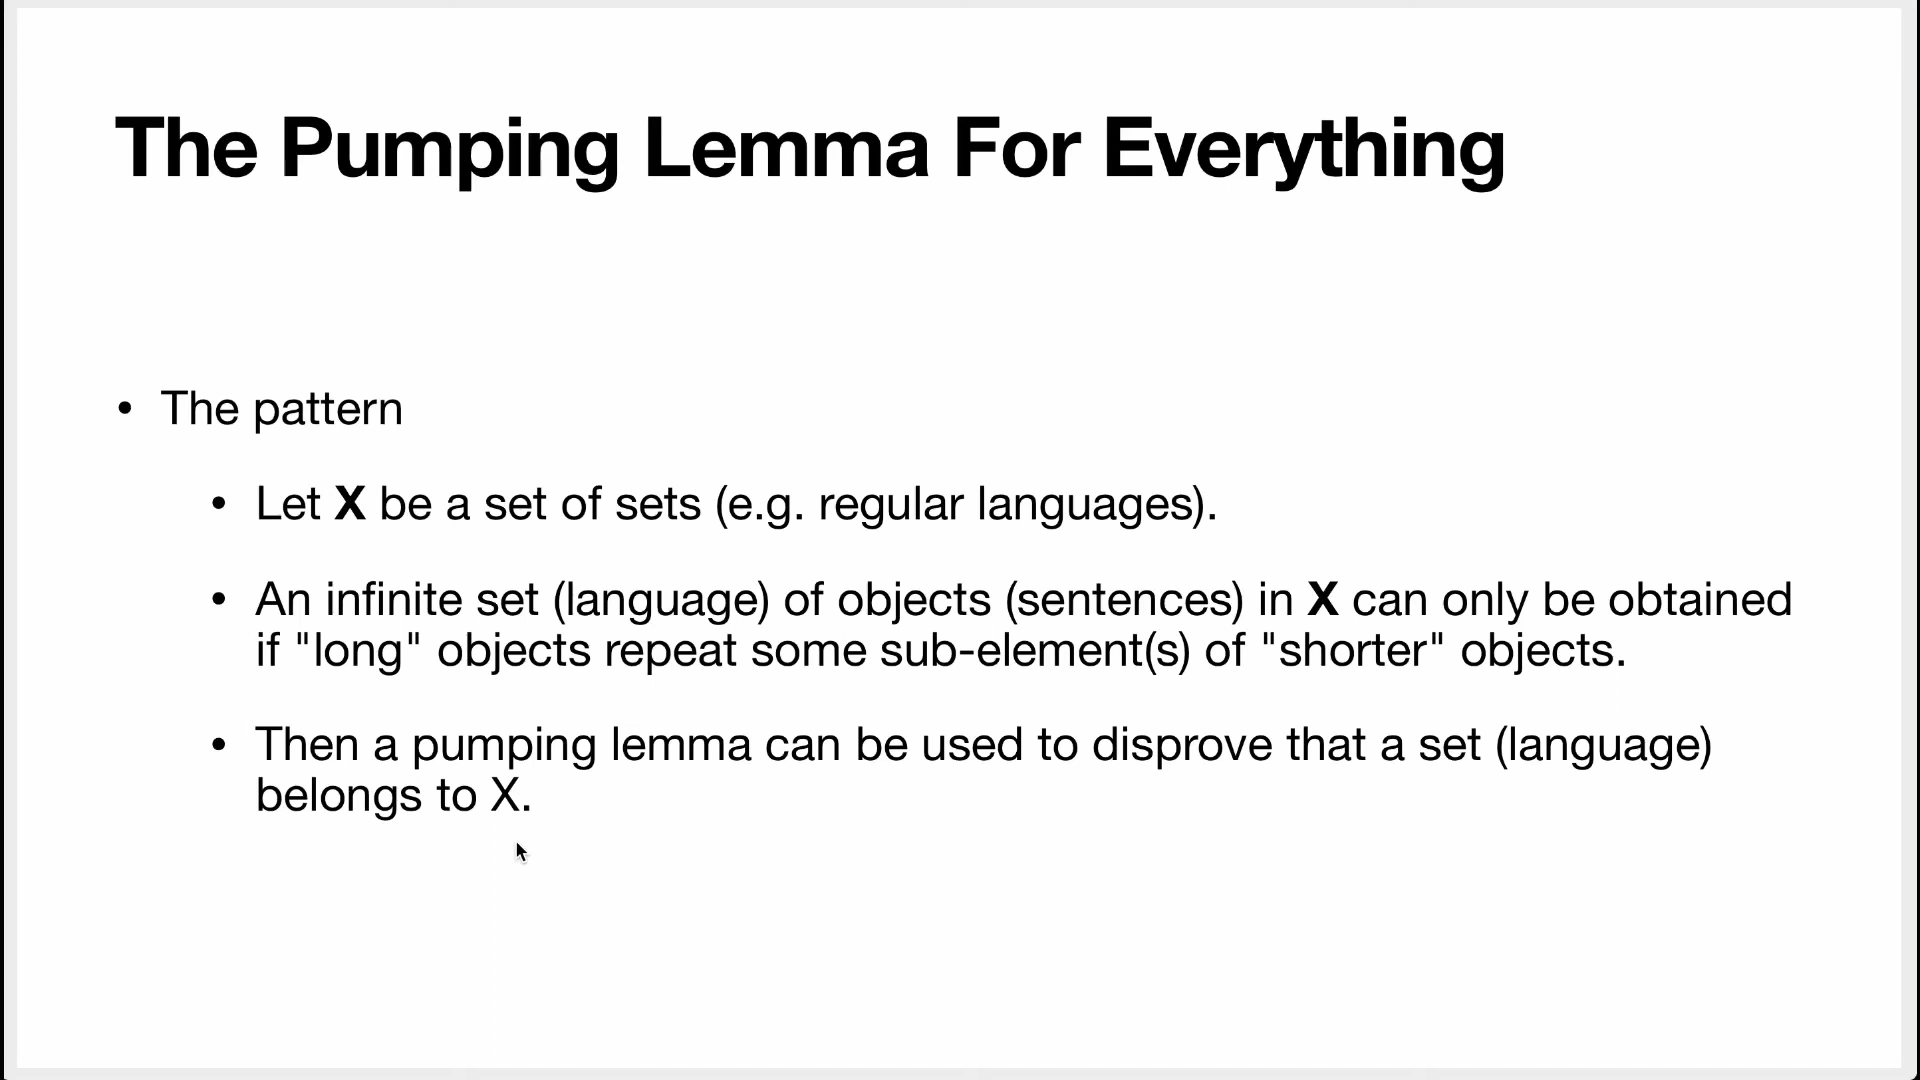 The Pumping Lemma For Everything
• The pattern
• Let X be a set of sets (e.g. regular languages).
• An infinite set (language) of objects (sentences) in X can only be obtained
if "long" objects repeat some sub-element(s) of "shorter" objects.
• Then a pumping lemma can be used to disprove that a set (language)
belongs to X.